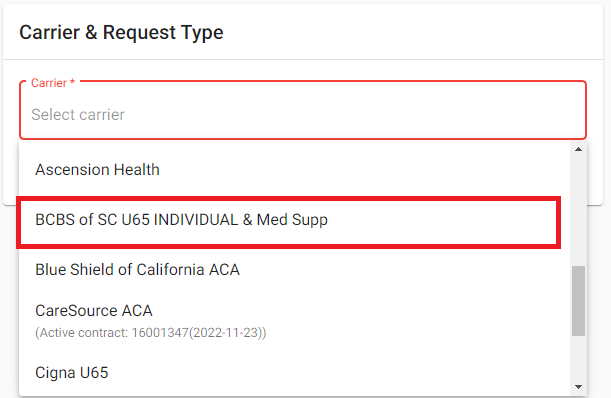 Carrier & Request Type
Carrier *
Select carrier
Ascension Health
BCBS of SC U65 INDIVIDUAL & Med Supp
Blue Shield of California ACA
CareSource ACA
(Active contract: 16001347(2022-11-23))
Cigna U65